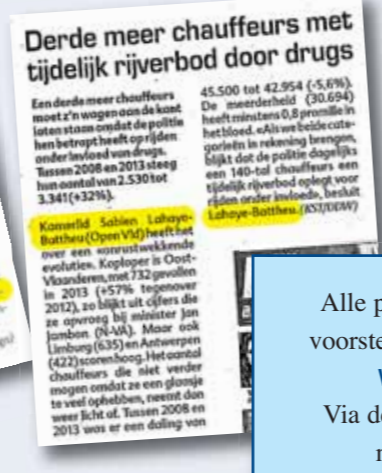 Derde meer chauffeurs met
tijdelijk rijverbod door drugs
Een derde meer chauffeurs
moet z'n wagen aan de kant
laten staan omdat de politie
hen betrapt heeft op rijden
onder invloed van drugs.
Tussen 2008 en 2013 steeg
hun aantal van 2.530 tot
3.341 (+32%).
Kamerlid Sabien Lahaye-
Battheu (Open Vld) heeft het
over een «onrustwekkende
evolutie». Koploper is Oost-
Vlaanderen, met 732 gevallen
in 2013 (+57% tegenover
2012), zo blijkt uit cijfers die
ze opvroeg bij minister Jan
Jambon (N-VA). Maar ook
Limburg (635) en Antwerpen
(422) scoren hoog. Het aantal
chauffeurs die niet verder
mogen omdat ze een glaasje
te veel ophebben, neemt dan
weer licht af. Tussen 2008 en
2013 was er een daling van
45.500 tot 42.954 (-5,6%).
De meerderheid (30.694)
heeft minstens 0,8 promille in
het bloed. «Als we beide cate-
gorieën in rekening brengen,
blijkt dat de politie dagelijks
een 140-tal chauffeurs een
tijdelijk rijverbod oplegt voor
rijden onder invloed», besluit
Lahaye-Battheu. (KST/DDW)
Alle p
voorste
Via de